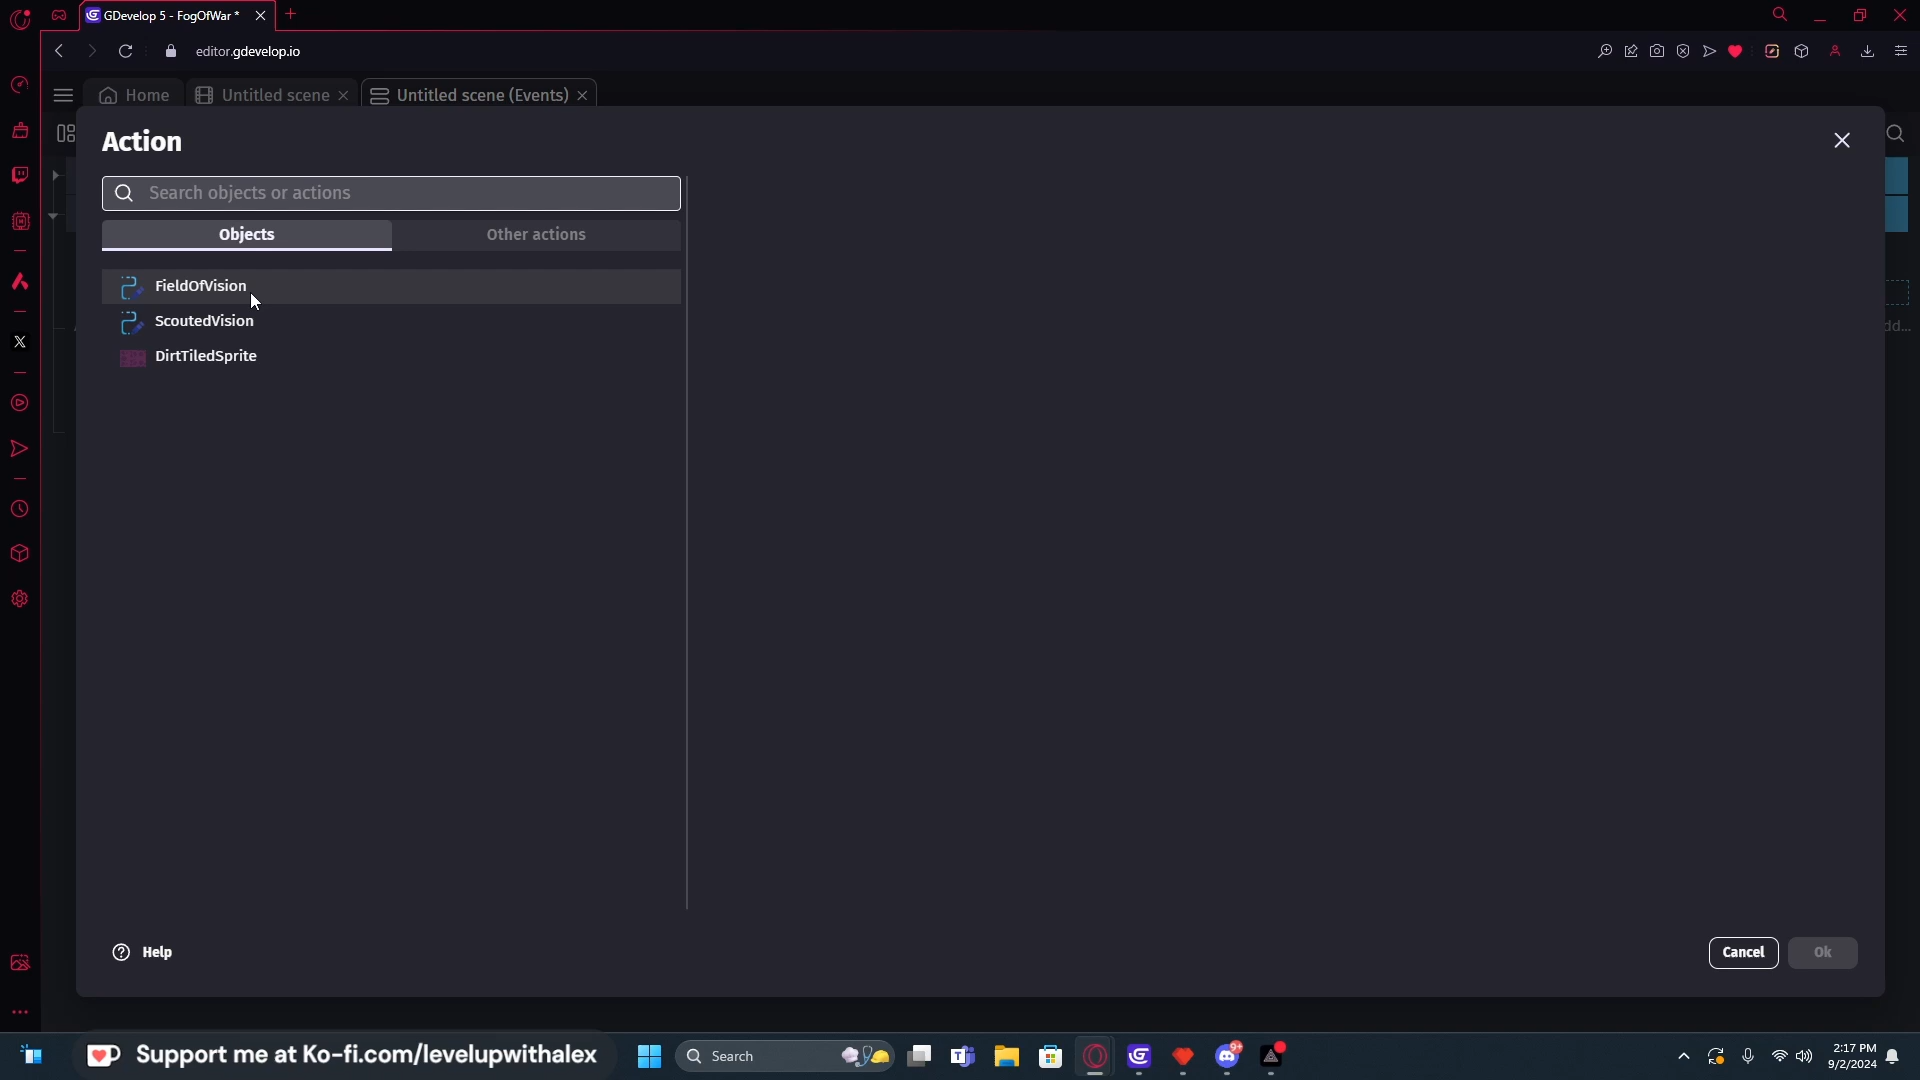 GDevelop 5 - FogOfWar *
editor.gdevelop.io
Home
Untitled scene
Untitled scene (Events)
Action
Search objects or actions
Objects
Other actions
FieldOfVision
ScoutedVision
DirtTiledSprite
dd...
Help
Cancel
Ok
Support me at Ko-fi.com/levelupwithalex
Search
9+
2:17 PM
9/2/2024